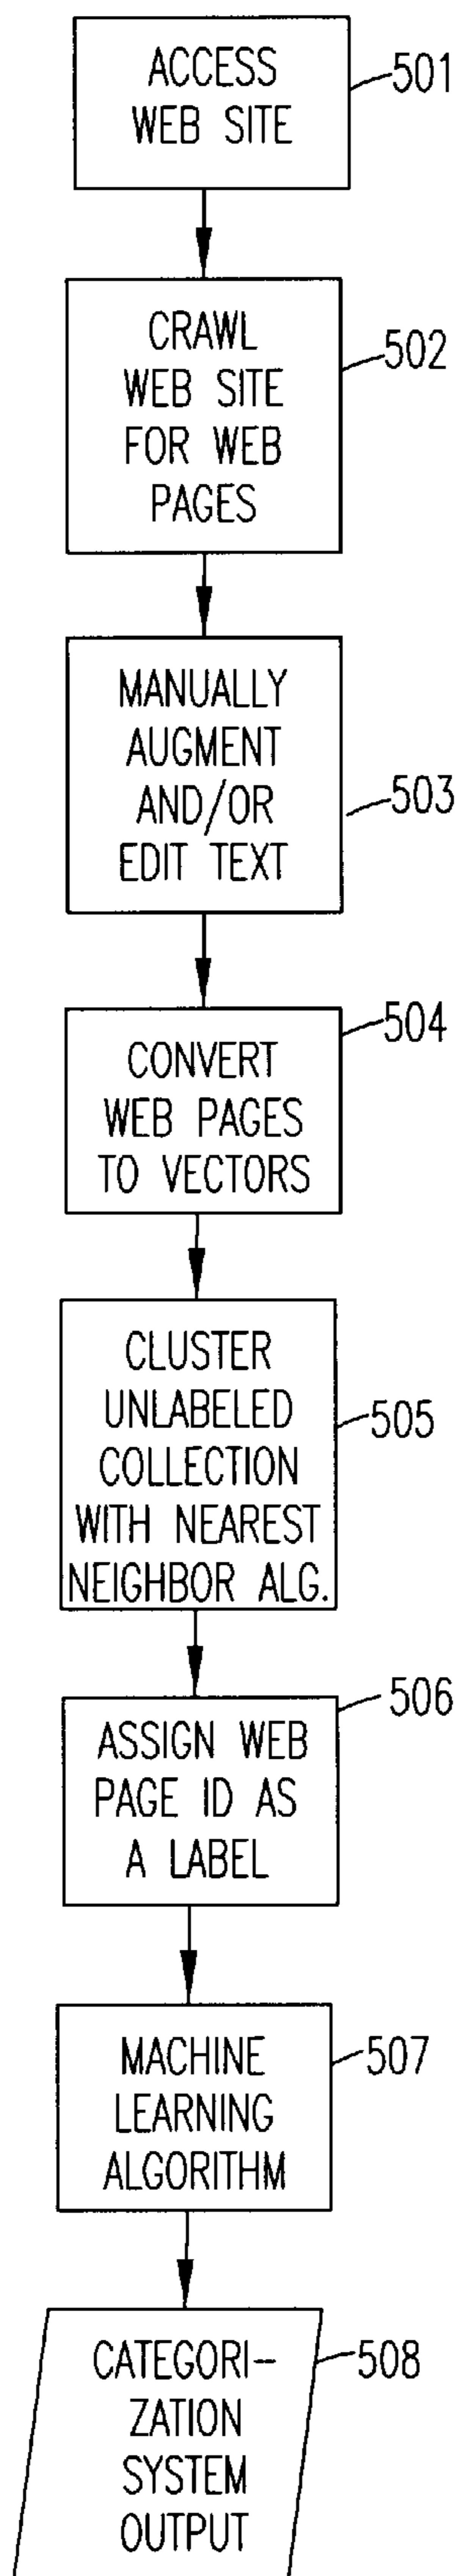 ACCESS
WEB SITE
501
CRAWL
WEB SITE
FOR WEB
PAGES
502
MANUALLY
AUGMENT
AND/OR
EDIT TEXT
503
CONVERT
WEB PAGES
TO VECTORS
504
CLUSTER
UNLABELED
COLLECTION
WITH NEAREST
NEIGHBOR ALG.
505
ASSIGN WEB
PAGE ID AS
A LABEL
506
MACHINE
LEARNING
ALGORITHM
507
CATEGORI-
ZATION
SYSTEM
OUTPUT
508